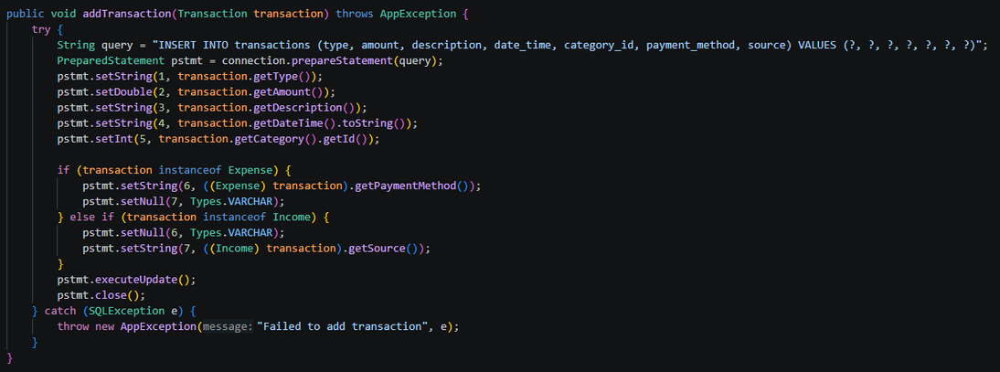 public void addTransaction(Transaction transaction) throws AppException {
    try {
        String query = "INSERT INTO transactions (type, amount, description, date_time, category_id, payment_method, source) VALUES (?, ?, ?, ?, ?, ?, ?)";
        PreparedStatement pstmt = connection.prepareStatement(query);
        pstmt.setString(1, transaction.getType());
        pstmt.setDouble(2, transaction.getAmount());
        pstmt.setString(3, transaction.getDescription());
        pstmt.setString(4, transaction.getDateTime().toString());
        pstmt.setInt(5, transaction.getCategory().getId());

        if (transaction instanceof Expense) {
            pstmt.setString(6, ((Expense) transaction).getPaymentMethod());
            pstmt.setNull(7, Types.VARCHAR);
        } else if (transaction instanceof Income) {
            pstmt.setNull(6, Types.VARCHAR);
            pstmt.setString(7, ((Income) transaction).getSource());
        }
        pstmt.executeUpdate();
        pstmt.close();
    } catch (SQLException e) {
        throw new AppException(message: "Failed to add transaction", e);
    }
}